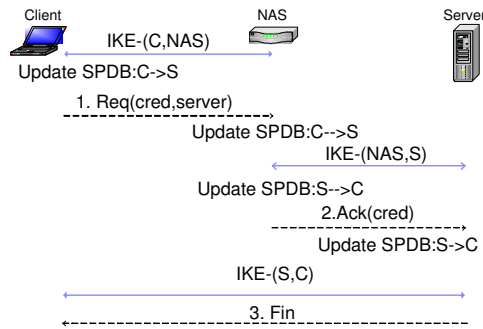 Client NAS Server
IKE-(C,NAS)
Update SPDB:C->S
1. Req(cred,server)
Update SPDB:C-->S
IKE-(NAS,S)
Update SPDB:S-->C
2.Ack(cred)
Update SPDB:S->C
IKE-(S,C)
3. Fin